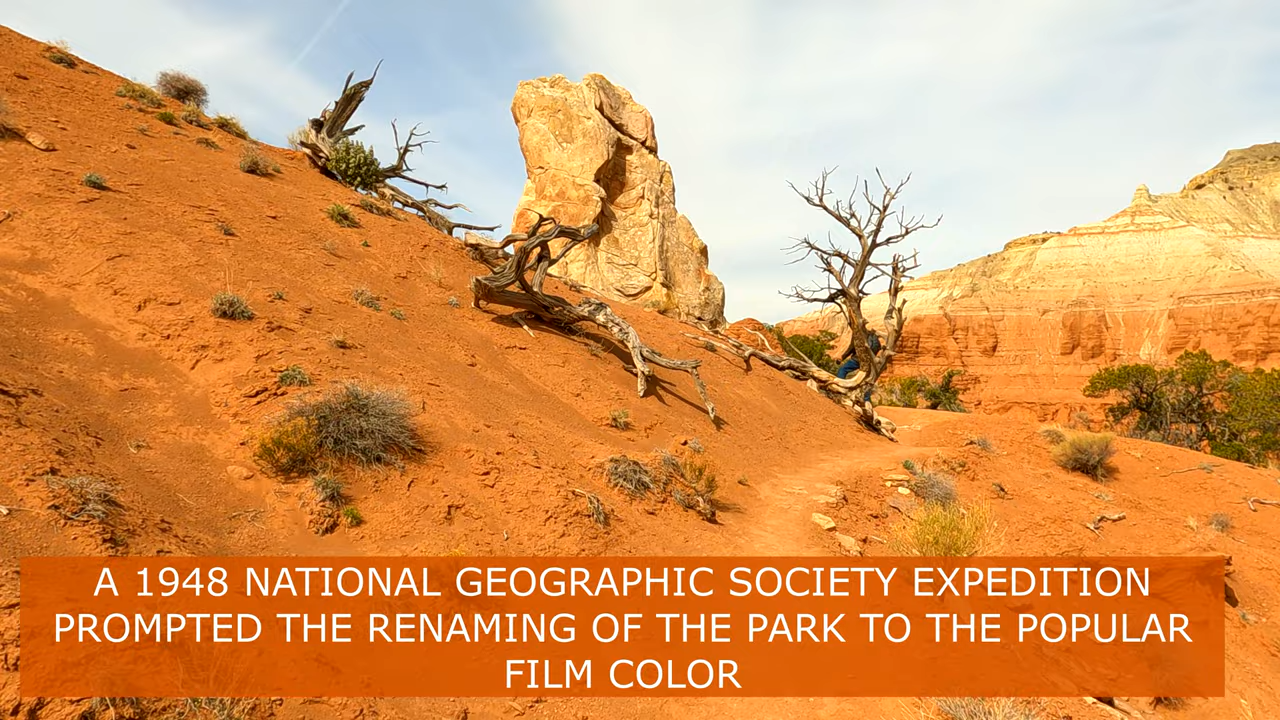 A 1948 NATIONAL GEOGRAPHIC SOCIETY EXPEDITION
PROMPTED THE RENAMING OF THE PARK TO THE POPULAR
FILM COLOR